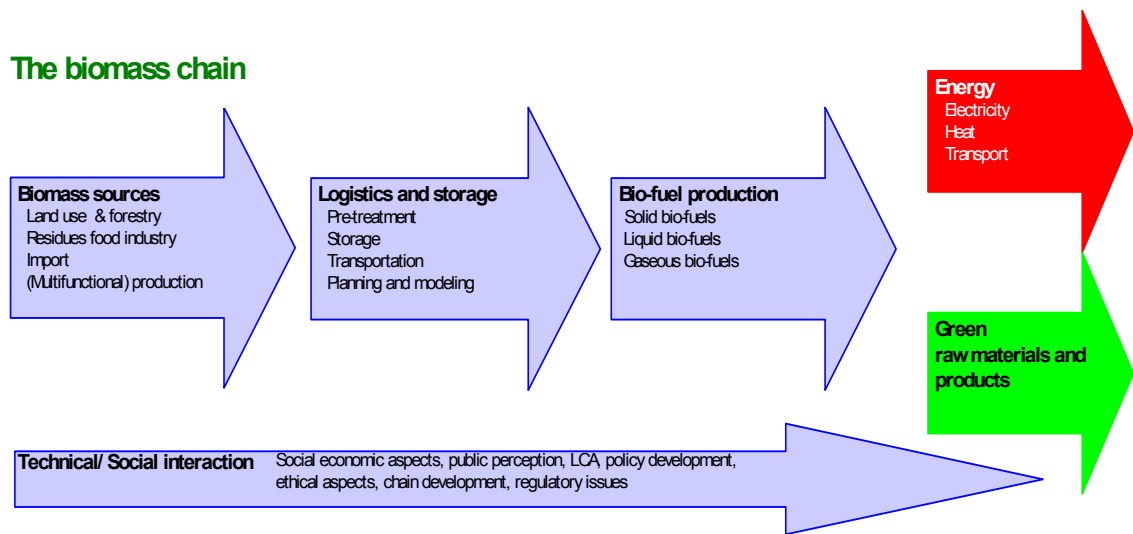 The biomass chain
Biomass sources
Land use & forestry
Residues food industry
Import
(Multifunctional) production
Logistics and storage
Pre-treatment
Storage
Transportation
Planning and modeling
Bio-fuel production
Solid bio-fuels
Liquid bio-fuels
Gaseous bio-fuels
Energy
Electricity
Heat
Transport
Green
raw materials and
products
Technical/ Social interaction
Social economic aspects, public perception, LCA, policy development,
ethical aspects, chain development, regulatory issues